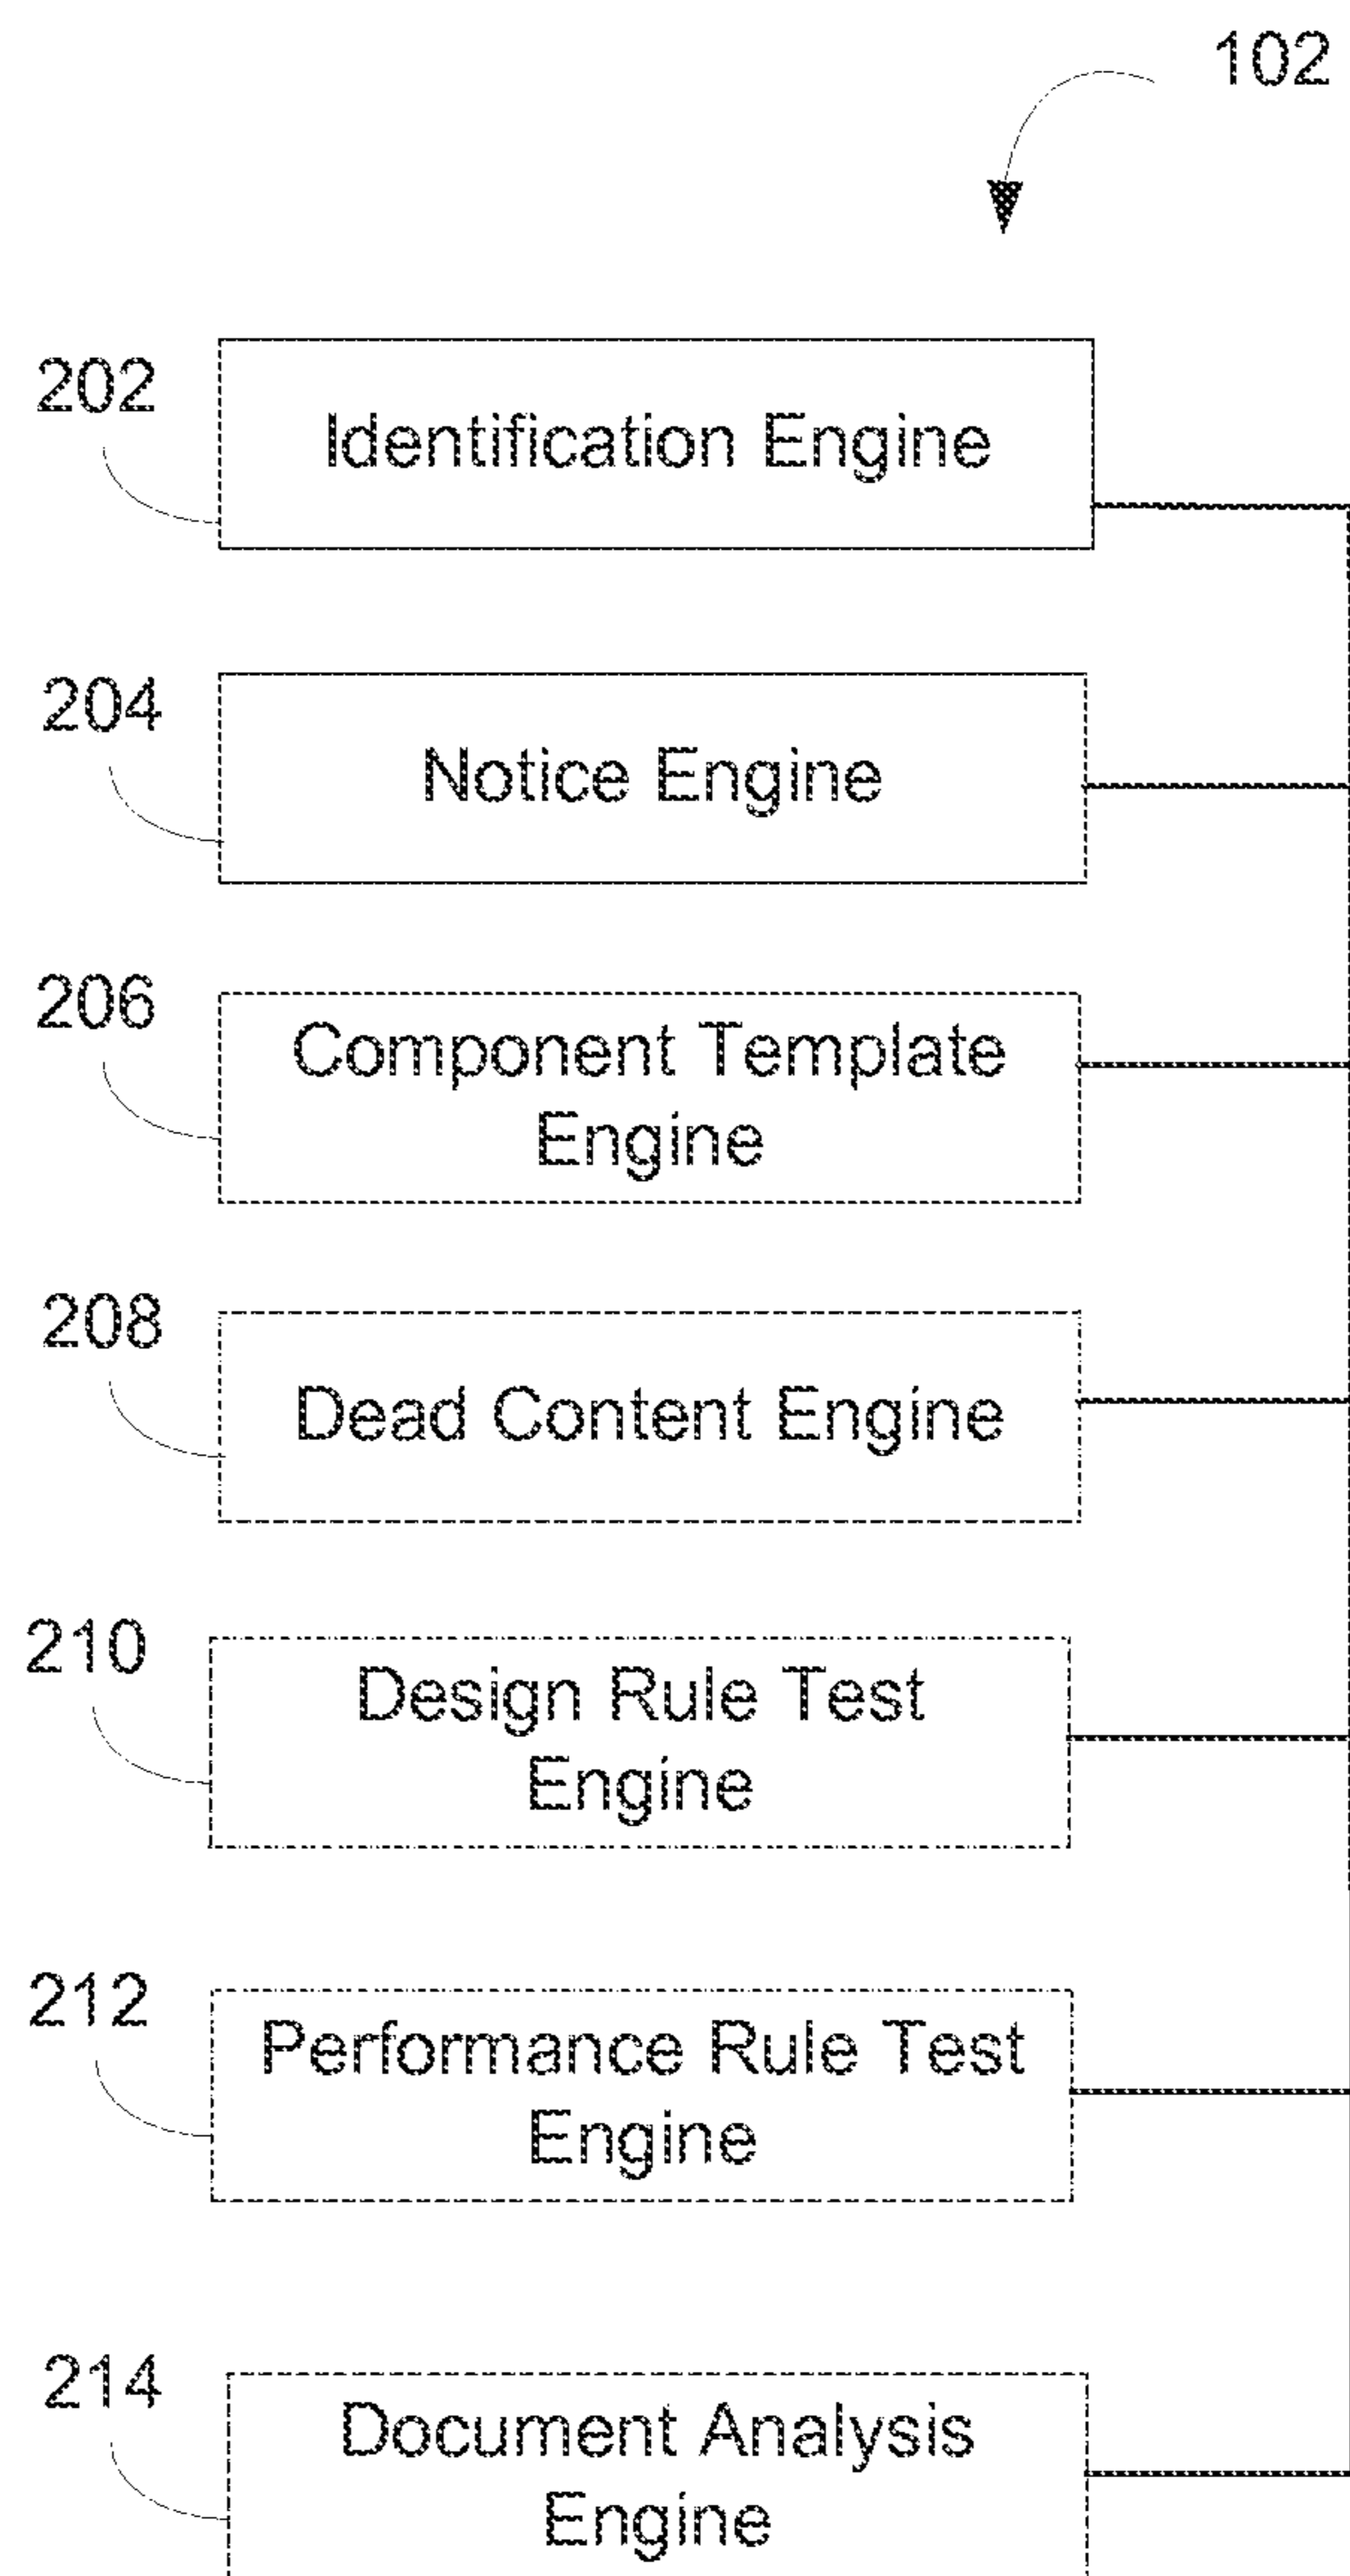 102
202
Identification Engine
204
Notice Engine
206
Component Template
Engine
208
Dead Content Engine
210
Design Rule Test
Engine
212
Performance Rule Test
Engine
214
Document Analysis
Engine